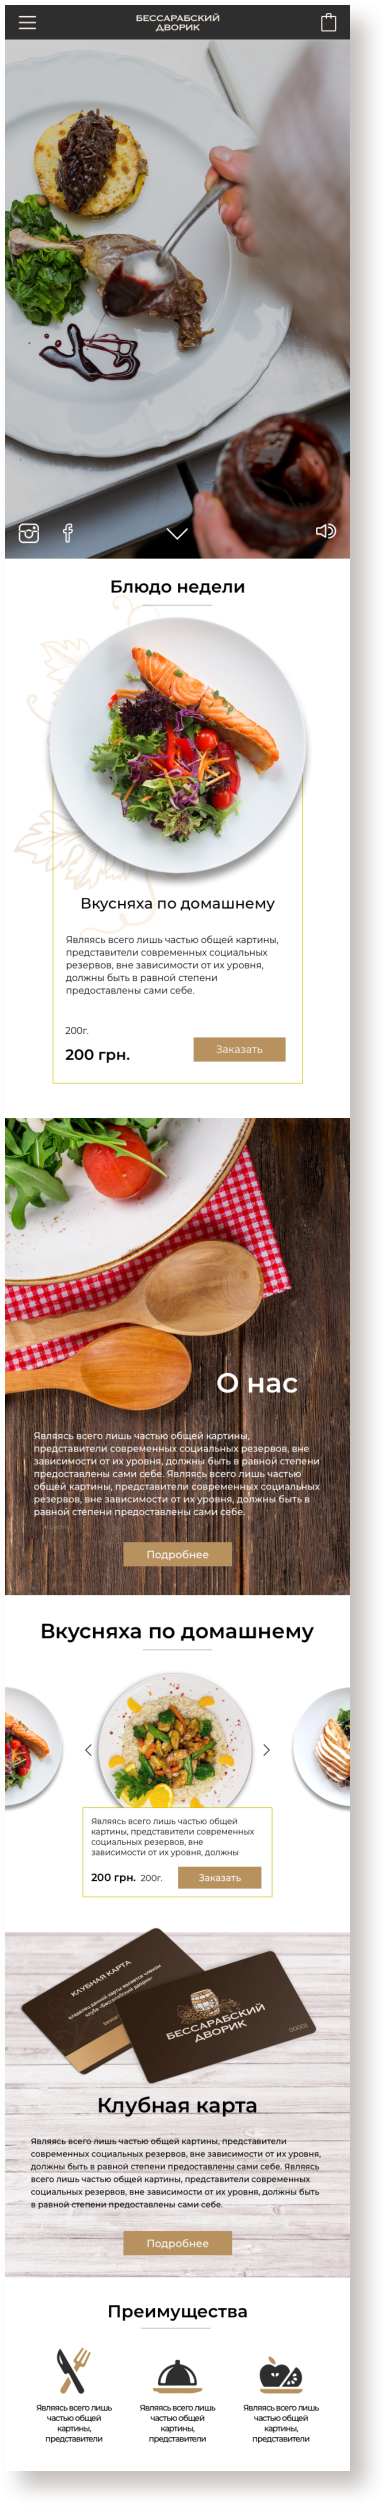 БЕССАРАБСКИЙ
ДВОРИК
Блюдо недели
Вкусняха по домашнему
Являясь всего лишь частью общей картины,
представители современных социальных
резервов, вне зависимости от их уровня,
должны быть в равной степени
предоставлены сами себе.
200г.
200 грн.
Заказать
О нас
Являясь всего лишь частью общей картины,
представители современных социальных резервов, вне
зависимости от их уровня, должны быть в равной степени
предоставлены сами себе. Являясь всего лишь частью
общей картины, представители современных социальных
резервов, вне зависимости от их уровня, должны быть в
равной степени предоставлены сами себе.
Подробнее
Вкусняха по домашнему
Являясь всего лишь частью общей
картины, представители современных
социальных резервов, вне
зависимости от их уровня, должны
200 грн. 200г.
Заказать
КЛУБНАЯ КАРТА
владелец данной карты является членом
клуба «Бессарабский дворик»
БЕССАРАБСКИЙ
ДВОРИК
00001
Клубная карта
Являясь всего лишь частью общей картины, представители
современных социальных резервов, вне зависимости от их уровня,
должны быть в равной степени предоставлены сами себе. Являясь
всего лишь частью общей картины, представители современных
социальных резервов, вне зависимости от их уровня, должны быть
в равной степени предоставлены сами себе.
Подробнее
Преимущества
Являясь всего лишь
частью общей
картины,
представители
Являясь всего лишь
частью общей
картины,
представители
Являясь всего лишь
частью общей
картины,
представители